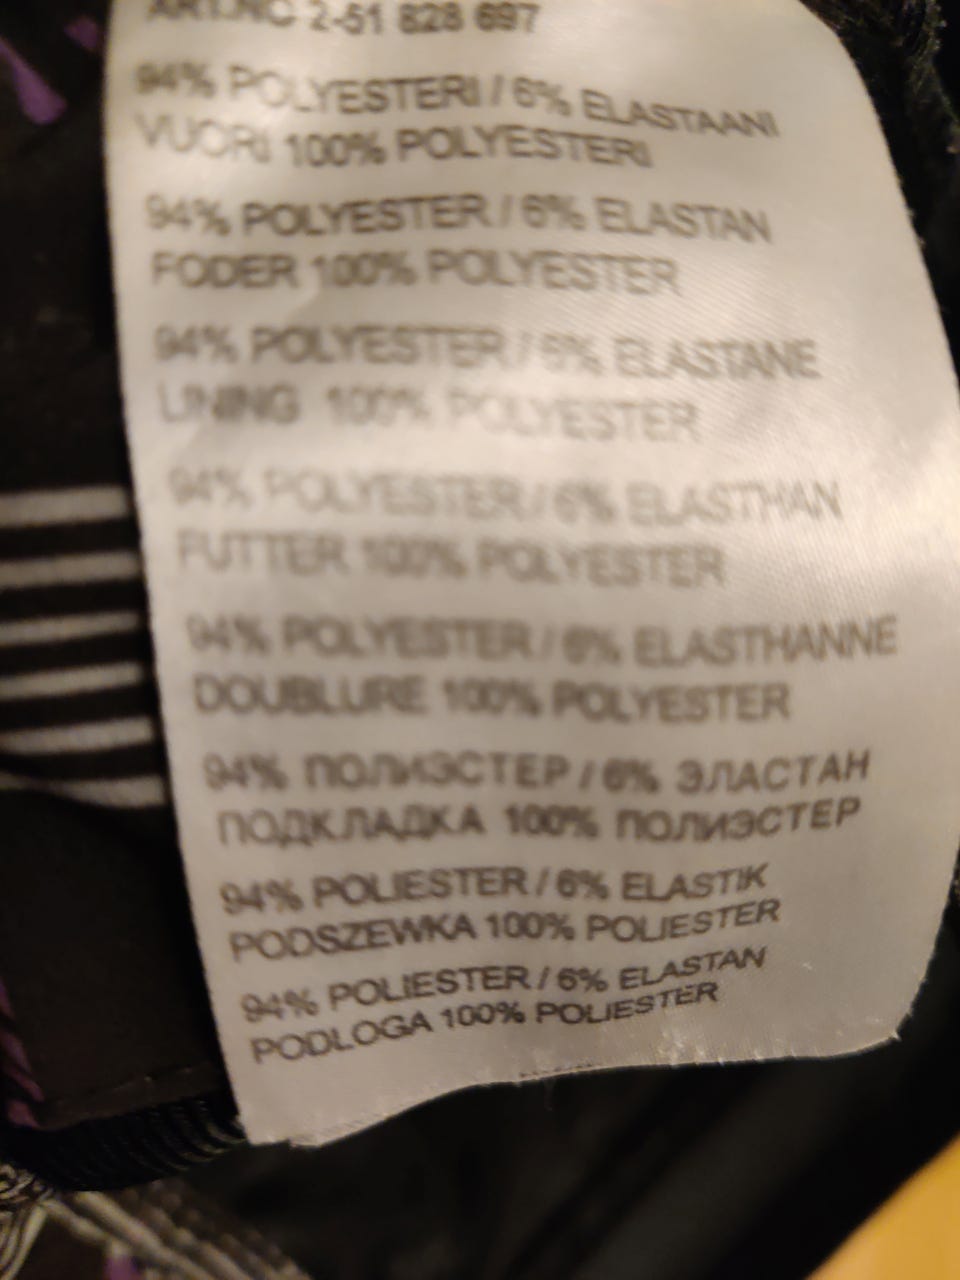 ART.NO 2-51 828 697
94% POLYESTERI / 6% ELASTAANI
VUORI 100% POLYESTERI
94% POLYESTER / 6% ELASTAN
FODER 100% POLYESTER
94% POLYESTER / 6% ELASTANE
LINING 100% POLYESTER
94% POLYESTER / 6% ELASTHAN
FUTTER 100% POLYESTER
94% POLYESTER / 6% ELASTHANNE
DOUBLURE 100% POLYESTER
94% ПОЛИЭСТЕР / 6% ЭЛАСТАН
ПОДКЛАДКА 100% ПОЛИЭСТЕР
94% POLIESTER / 6% ELASTIK
PODSZEWKA 100% POLIESTER
94% POLIESTER / 6% ELASTAN
PODLOGA 100% POLIESTER